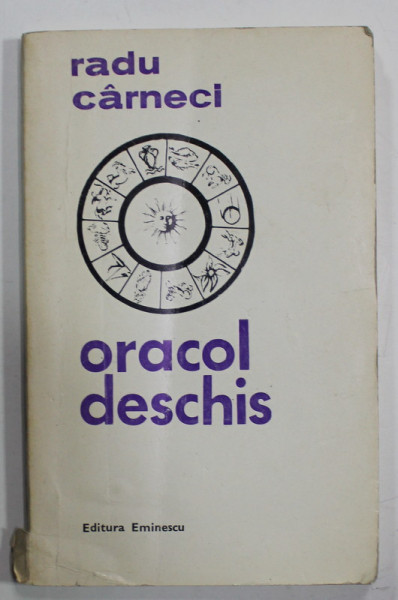 radu
cârneci
oracol
deschis
Editura Eminescu